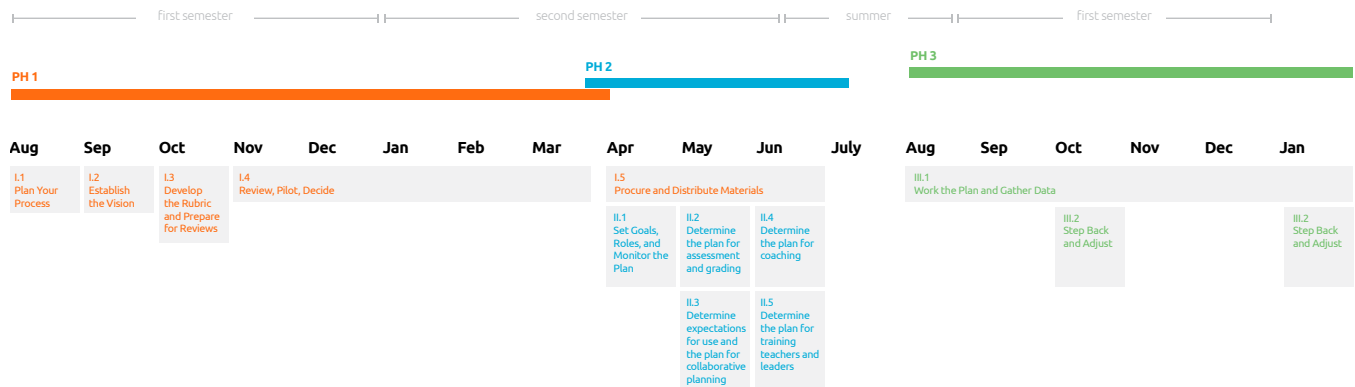 first semester
second semester
summer
first semester
PH 1
PH 2
PH 3
Aug
Sep
Oct
Nov
Dec
Jan
Feb
Mar
Apr
May
Jun
July
Aug
Sep
Oct
Nov
Dec
Jan
I.1
Plan Your
Process
I.2
Establish
the Vision
I.3
Develop
the Rubric
and Prepare
for Reviews
I.4
Review, Pilot, Decide
I.5
Procure and Distribute Materials
II.1
Set Goals,
Roles, and
Monitor the
Plan
II.2
Determine
the plan for
assessment
and grading
II.4
Determine
the plan for
coaching
II.3
Determine
expectations
for use and
the plan for
collaborative
planning
II.5
Determine
the plan for
training
teachers and
leaders
III.1
Work the Plan and Gather Data
III.2
Step Back
and Adjust
III.2
Step Back
and Adjust